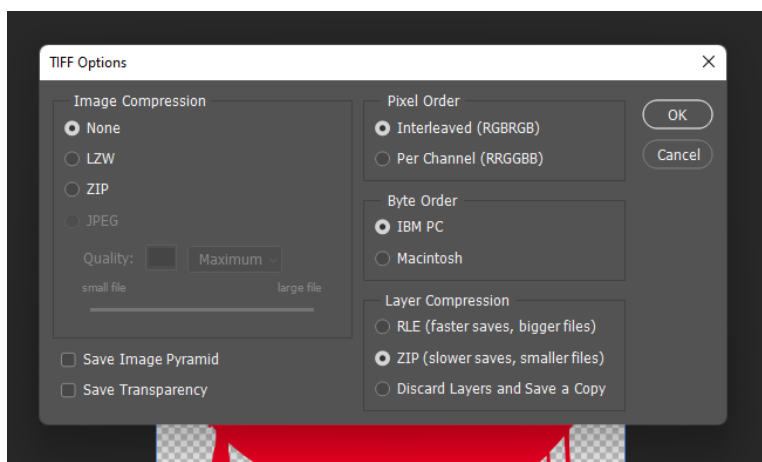 TIFF Options
Image Compression
None
LZW
ZIP
JPEG
Quality: Maximum
small file large file
Save Image Pyramid
Save Transparency
Pixel Order
Interleaved (RGBRGB)
Per Channel (RRGGBB)
Byte Order
IBM PC
Macintosh
Layer Compression
RLE (faster saves, bigger files)
ZIP (slower saves, smaller files)
Discard Layers and Save a Copy
OK
Cancel